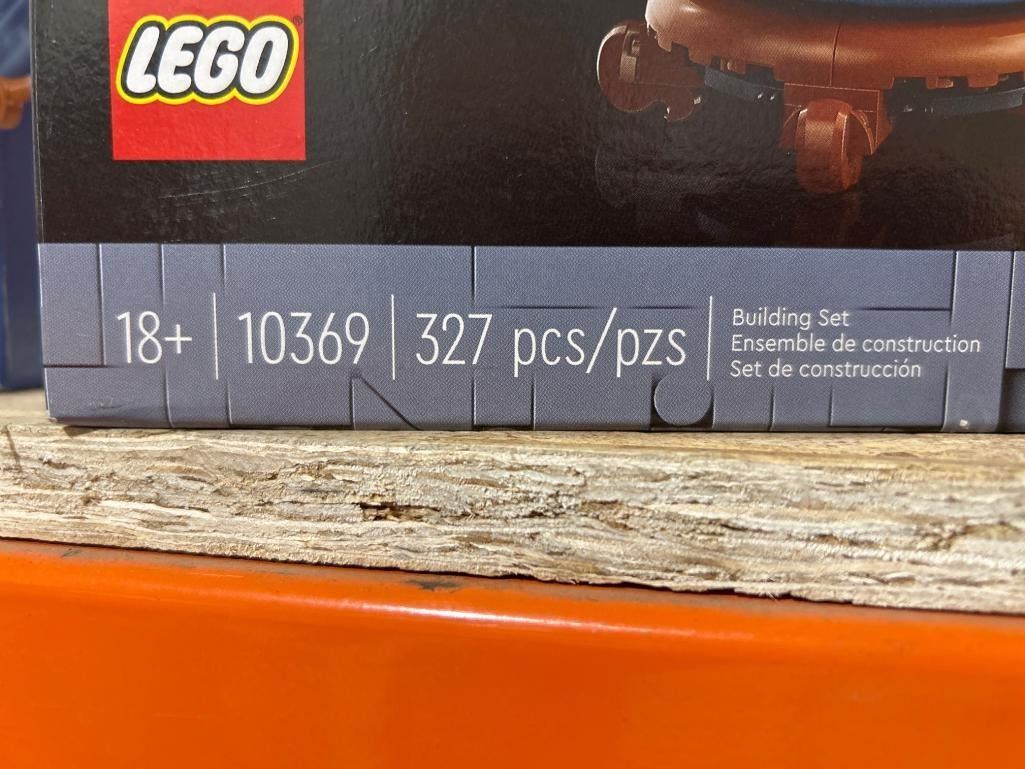 LEGO®
18+ | 10369 | 327 pcs/pzs
Building Set
Ensemble de construction
Set de construcción